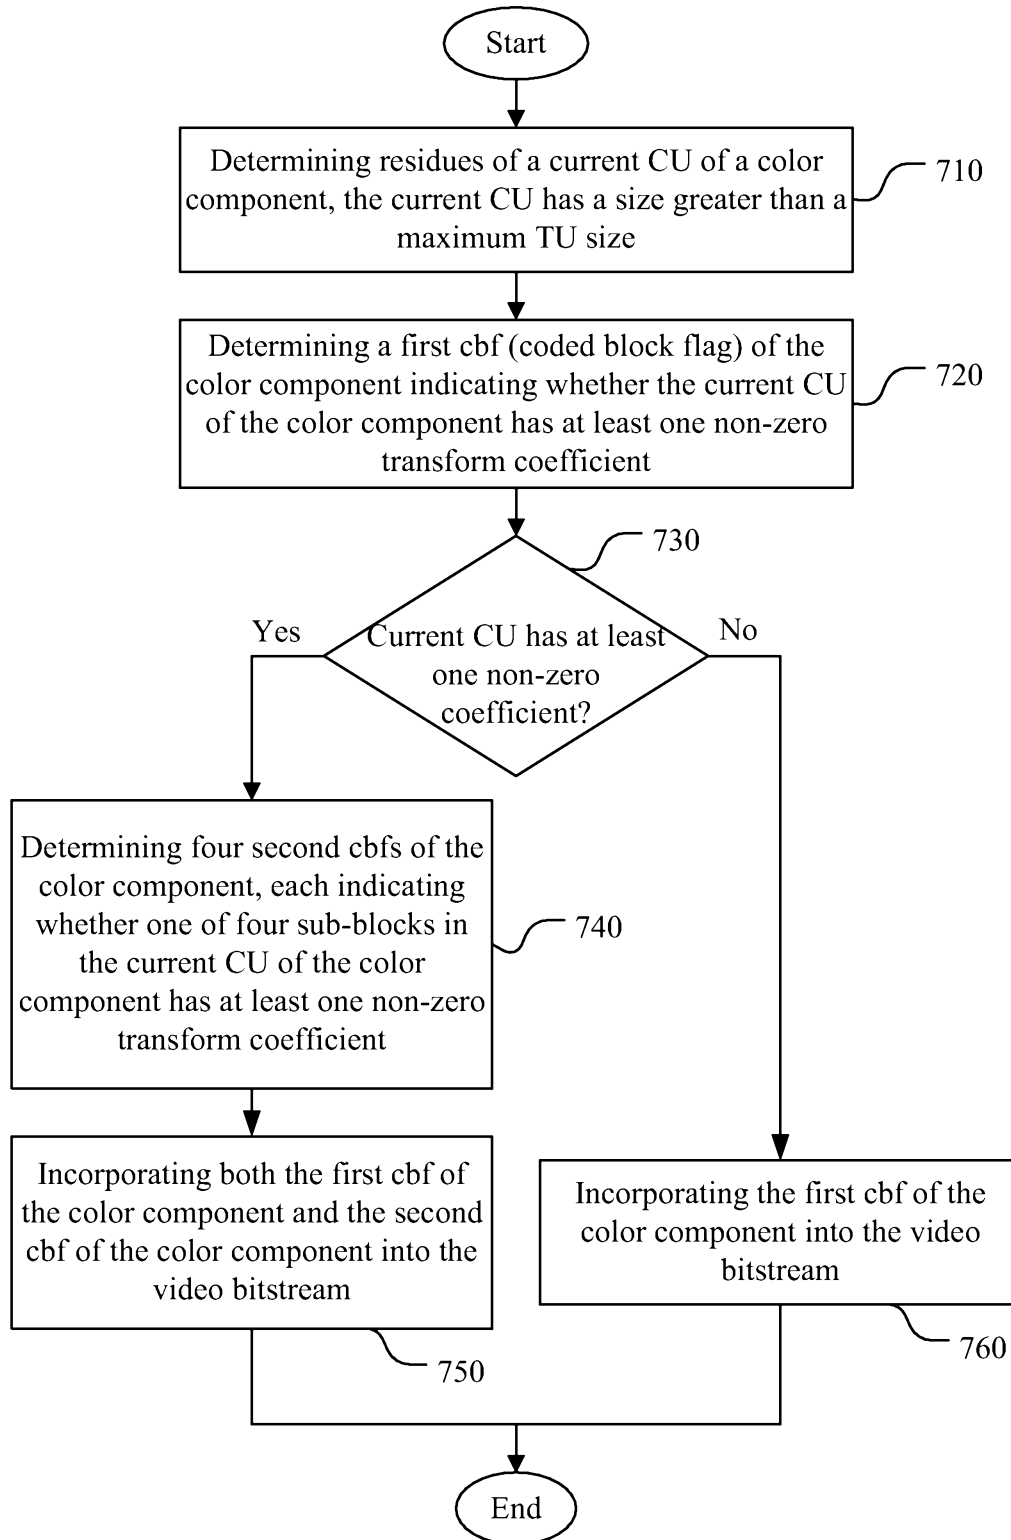 Start
Determining residues of a current CU of a color
component, the current CU has a size greater than a
maximum TU size
710
Determining a first cbf (coded block flag) of the
color component indicating whether the current CU
of the color component has at least one non-zero
transform coefficient
720
730
Yes
No
Current CU has at least
one non-zero
coefficient?
Determining four second cbfs of the
color component, each indicating
whether one of four sub-blocks in
the current CU of the color
component has at least one non-zero
transform coefficient
740
Incorporating both the first cbf of
the color component and the second
cbf of the color component into the
video bitstream
750
Incorporating the first cbf of the
color component into the video
bitstream
760
End